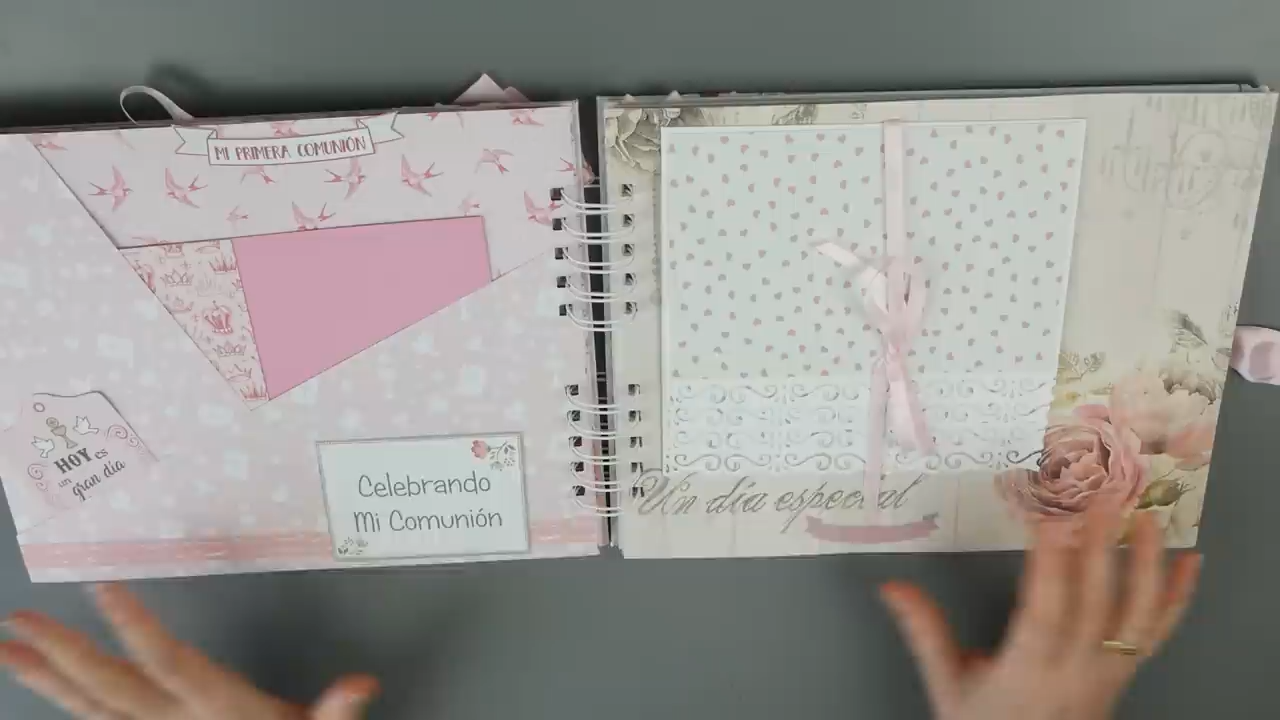 MI PRIMERA COMUNIÓN
HOY es
un
gran día
Celebrando
Mi Comunión
Un día especial